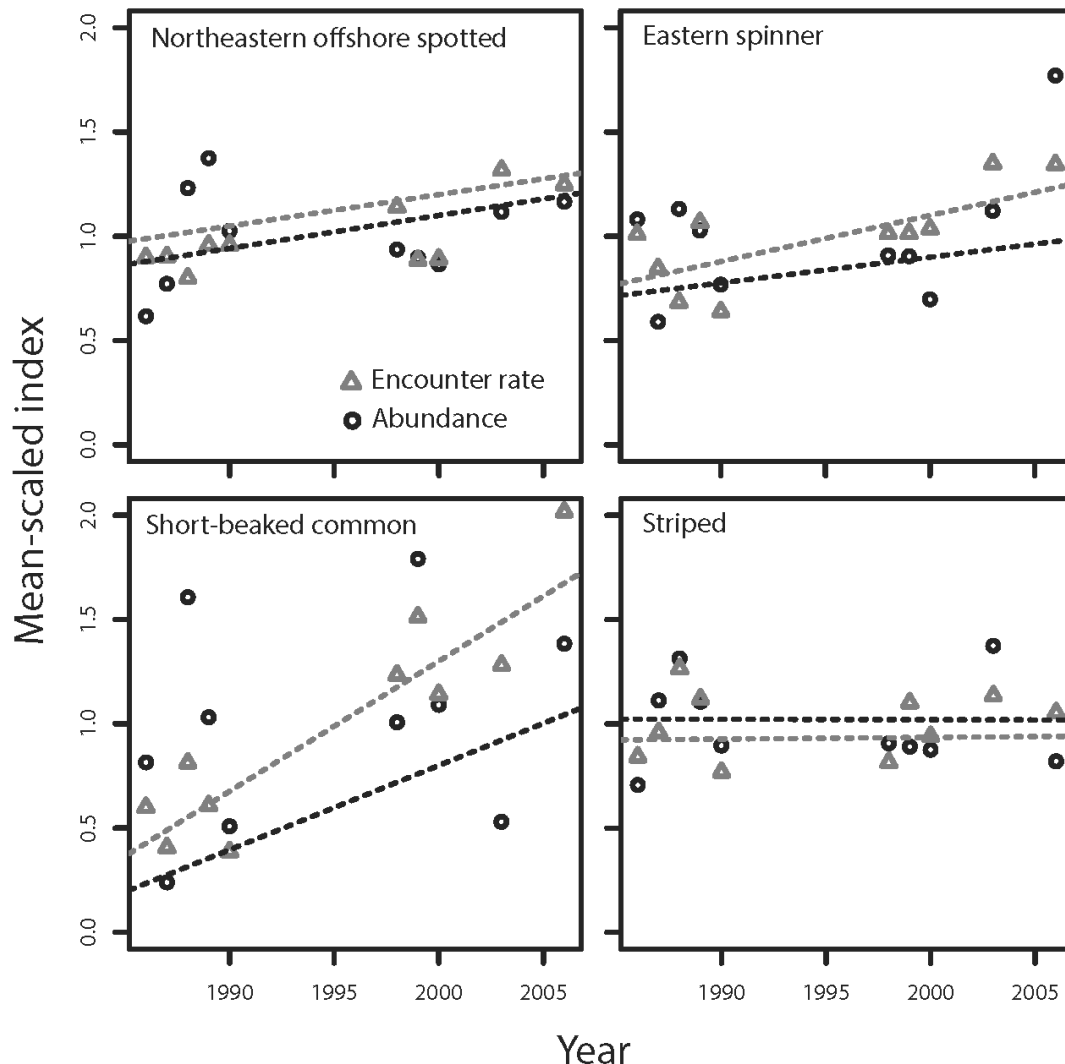 Northeastern offshore spotted
Eastern spinner
2.0
1.5
1.0
0.5
0.0
Encounter rate
Abundance
Mean-scaled index
Short-beaked common
Striped
2.0
1.5
1.0
0.5
0.0
1990 1995 2000 2005
1990 1995 2000 2005
Year